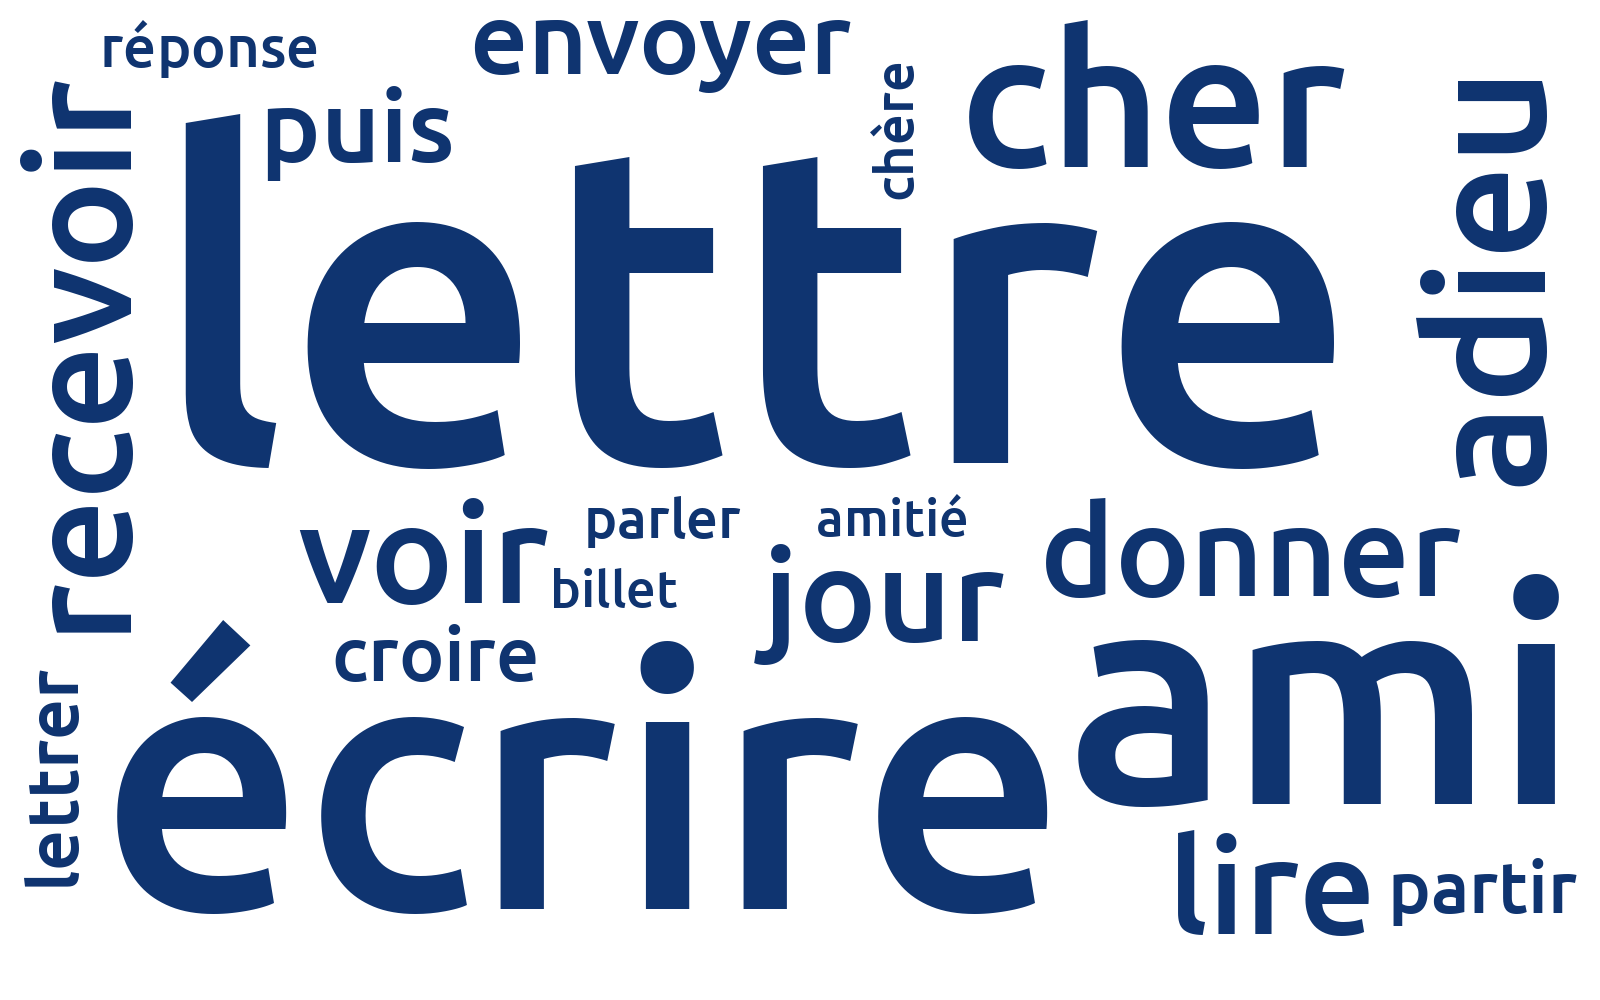 réponse
envoyer
cher
puis
chère
recevoir
lettre
adieu
voir
parler
amitié
donner
billet
jour
croire
écrire
ami
lettrer
lire
partir